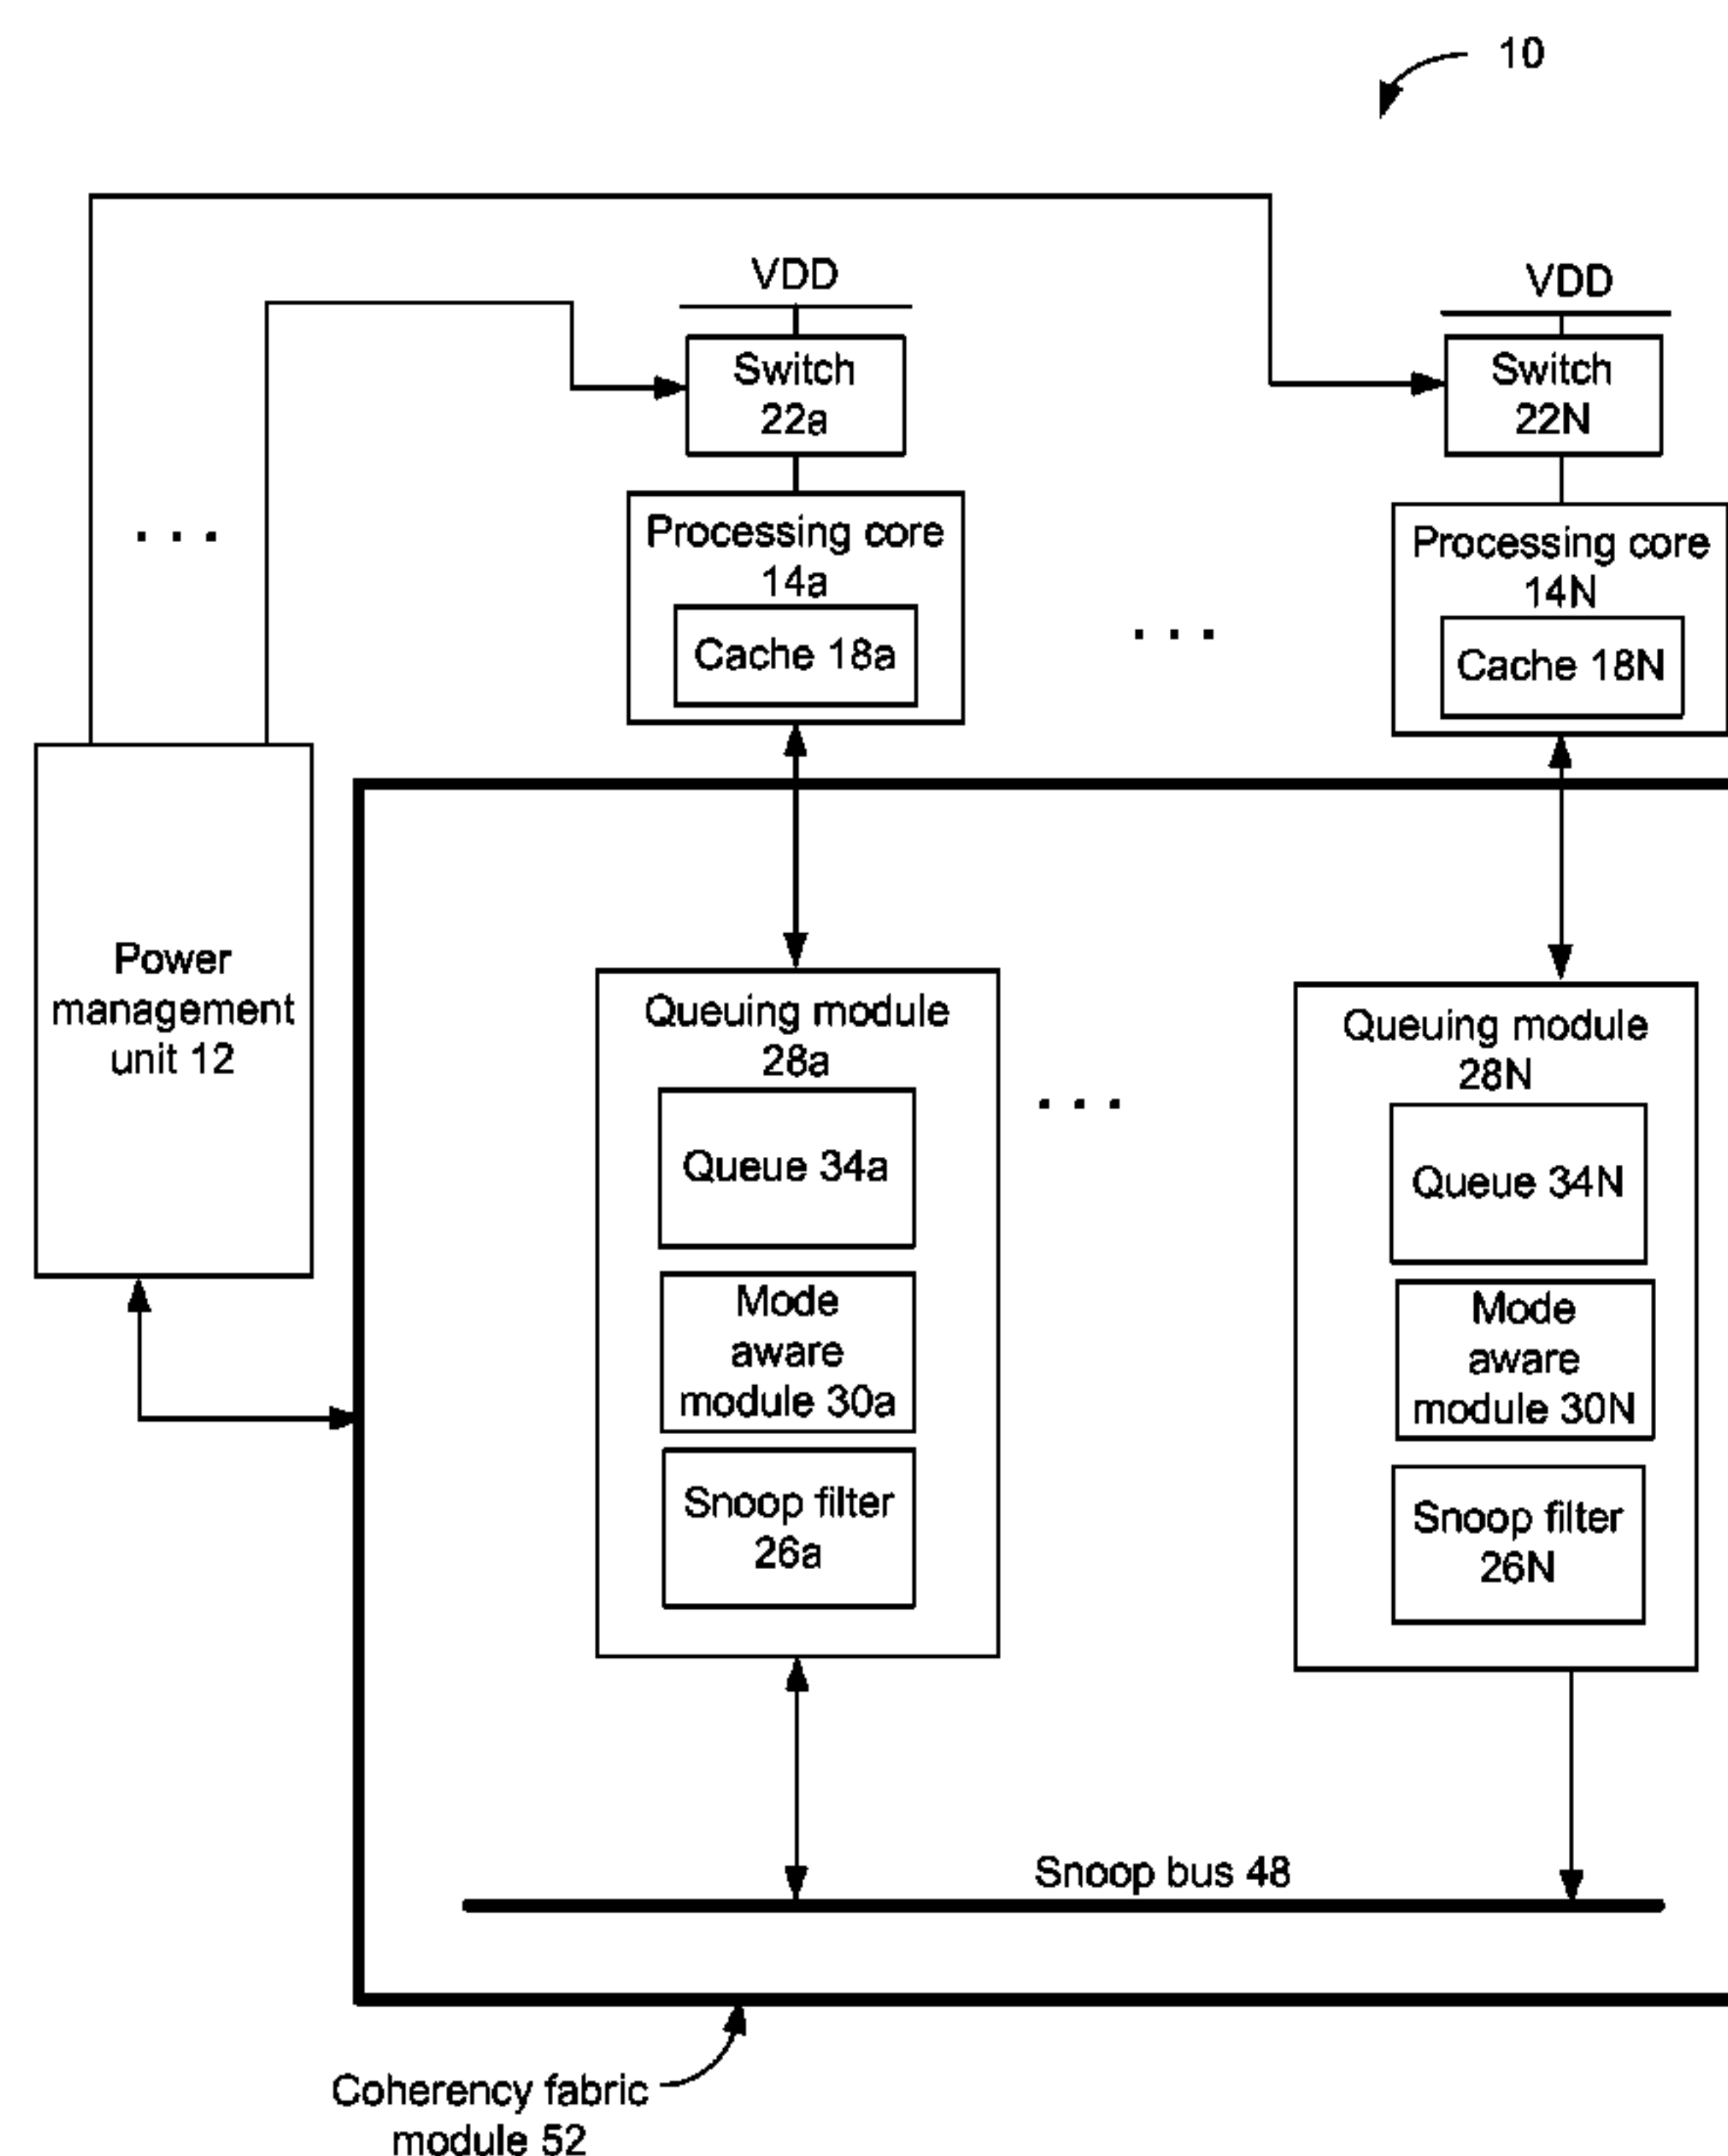 10
VDD
VDD
Switch
22a
Switch
22N
. . .
Processing core
14a
Cache 18a
. . .
Processing core
14N
Cache 18N
Power
management
unit 12
Queuing module
28a
Queue 34a
Mode
aware
module 30a
Snoop filter
26a
. . .
Queuing module
28N
Queue 34N
Mode
aware
module 30N
Snoop filter
26N
Snoop bus 48
Coherency fabric
module 52